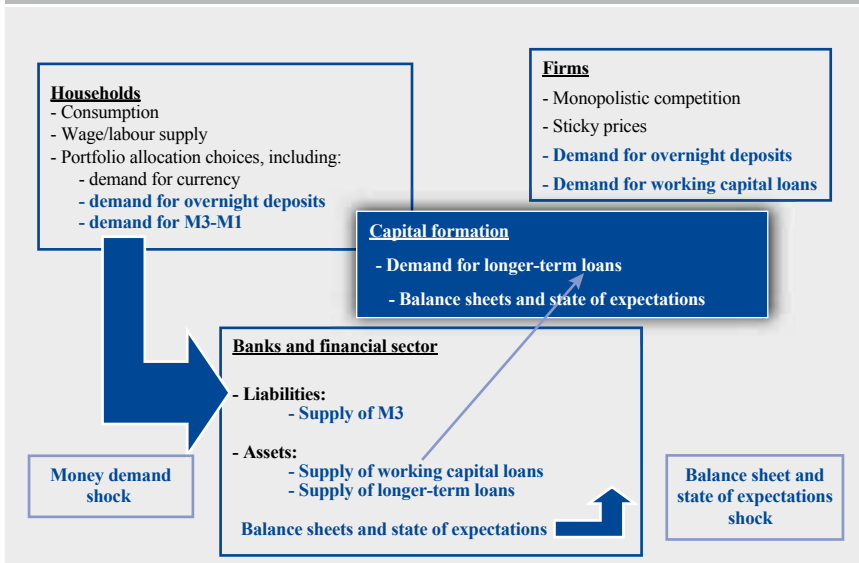 Households
- Consumption
- Wage/labour supply
- Portfolio allocation choices, including:
- demand for currency
- demand for overnight deposits
- demand for M3-M1
Firms
- Monopolistic competition
- Sticky prices
- Demand for overnight deposits
- Demand for working capital loans
Capital formation
- Demand for longer-term loans
- Balance sheets and state of expectations
Banks and financial sector
- Liabilities:
- Supply of M3
- Assets:
- Supply of working capital loans
- Supply of longer-term loans
Balance sheets and state of expectations
Money demand
shock
Balance sheet and
state of expectations
shock